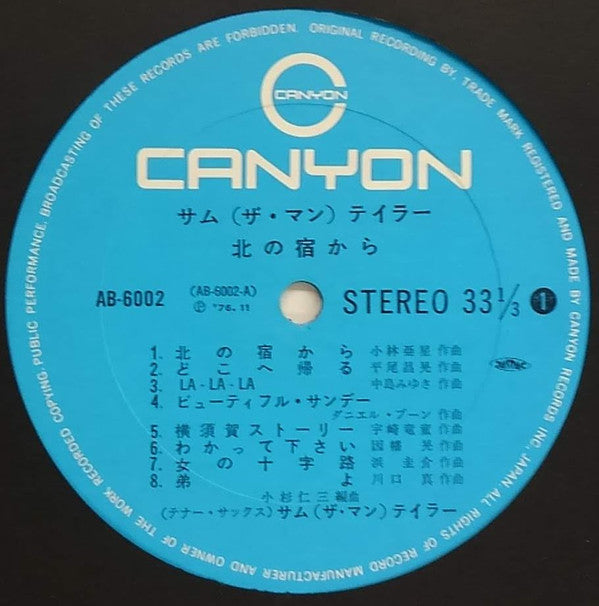 CANYON
CANYON
サム(ザ・マン)テイラー
北の宿から
AB-6002
(AB-6002-A)
Ⓟ '76.11
STEREO 33 1/3
1
1. 北の宿から 小林亜星 作曲
2. どこへ帰る 平尾昌晃 作曲
3. LA-LA-LA 中島みゆき 作曲
4. ビューティフル・サンデー
ダニエル・ブーン 作曲
5. 横須賀ストーリー 宇崎竜童 作曲
6. わかって下さい 因幡 晃 作曲
7. 女の十字路 浜 圭介 作曲
8. 弟よ 川口 真 作曲
小杉仁三 編曲
(テナー・サックス)サム(ザ・マン)テイラー
ORIGINAL RECORDING BY, TRADE MARK REGISTERED AND MADE BY CANYON RECORDS INC. JAPAN ALL RIGHTS OF RECORD MANUFACTURER AND OWNER OF THE WORK RECORDED COPYING PUBLIC PERFORMANCE, BROADCASTING OF THESE RECORDS ARE FORBIDDEN.